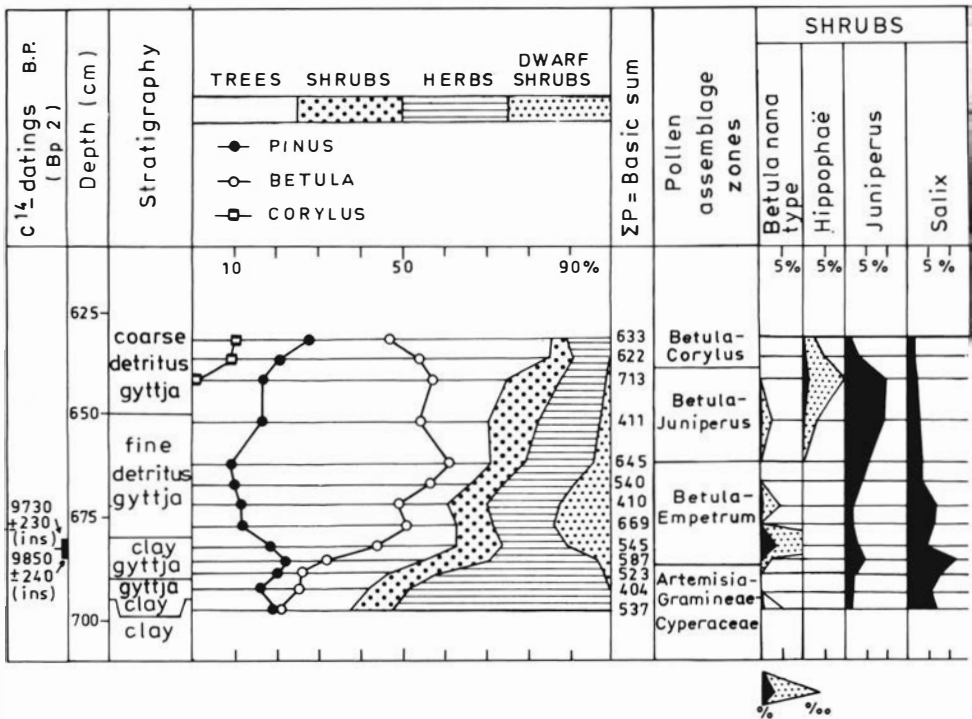 C14 datings B.P.
(Bp 2)
Depth (cm)
Stratigraphy
TREES SHRUBS HERBS DWARF SHRUBS
PINUS
BETULA
CORYLUS
ΣP = Basic sum
Pollen
assemblage
zones
SHRUBS
Betula nana
type
Hippophaë
Juniperus
Salix
10 50 90%
5% 5% 5% 5%
625
650
675
700
9730
±230
(ins)
9850
±240
(ins)
coarse
detritus
gyttja
fine
detritus
gyttja
clay
gyttja
gyttja
clay
clay
633
622
713
411
645
540
410
669
545
587
523
404
537
Betula-
Corylus
Betula-
Juniperus
Betula-
Empetrum
Artemisia-
Gramineae-
Cyperaceae
% ‰